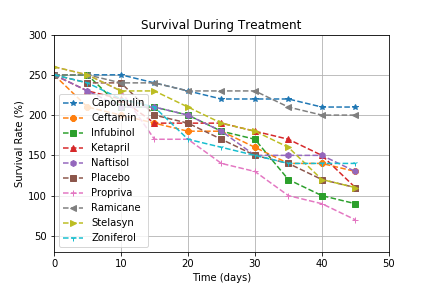 Survival During Treatment
300
250
200
150
100
50
Survival Rate (%)
Capomulin
Ceftamin
Infubinol
Ketapril
Naftisol
Placebo
Propriva
Ramicane
Stelasyn
Zoniferol
0
10
20
30
40
50
Time (days)